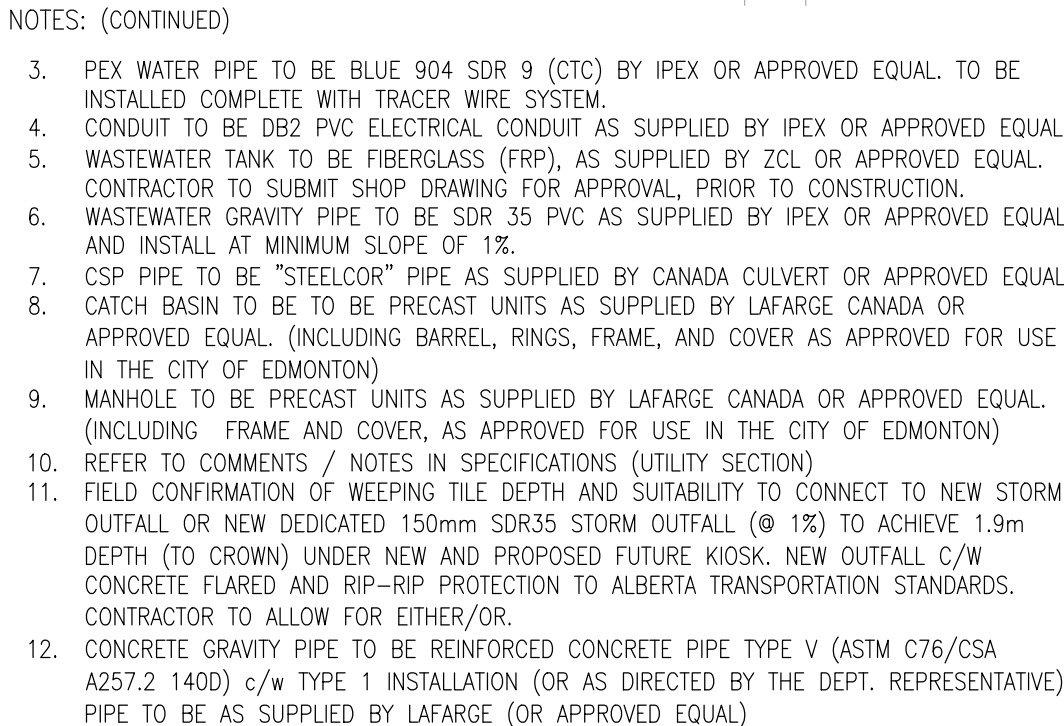 NOTES: (CONTINUED)
3. PEX WATER PIPE TO BE BLUE 904 SDR 9 (CTC) BY IPEX OR APPROVED EQUAL. TO BE
INSTALLED COMPLETE WITH TRACER WIRE SYSTEM.
4. CONDUIT TO BE DB2 PVC ELECTRICAL CONDUIT AS SUPPLIED BY IPEX OR APPROVED EQUAL
5. WASTEWATER TANK TO BE FIBERGLASS (FRP), AS SUPPLIED BY ZCL OR APPROVED EQUAL.
CONTRACTOR TO SUBMIT SHOP DRAWING FOR APPROVAL, PRIOR TO CONSTRUCTION.
6. WASTEWATER GRAVITY PIPE TO BE SDR 35 PVC AS SUPPLIED BY IPEX OR APPROVED EQUAL
AND INSTALL AT MINIMUM SLOPE OF 1%.
7. CSP PIPE TO BE "STEELCOR" PIPE AS SUPPLIED BY CANADA CULVERT OR APPROVED EQUAL
8. CATCH BASIN TO BE TO BE PRECAST UNITS AS SUPPLIED BY LAFARGE CANADA OR
APPROVED EQUAL. (INCLUDING BARREL, RINGS, FRAME, AND COVER AS APPROVED FOR USE
IN THE CITY OF EDMONTON)
9. MANHOLE TO BE PRECAST UNITS AS SUPPLIED BY LAFARGE CANADA OR APPROVED EQUAL.
(INCLUDING FRAME AND COVER, AS APPROVED FOR USE IN THE CITY OF EDMONTON)
10. REFER TO COMMENTS / NOTES IN SPECIFICATIONS (UTILITY SECTION)
11. FIELD CONFIRMATION OF WEEPING TILE DEPTH AND SUITABILITY TO CONNECT TO NEW STORM
OUTFALL OR NEW DEDICATED 150mm SDR35 STORM OUTFALL (@ 1%) TO ACHIEVE 1.9m
DEPTH (TO CROWN) UNDER NEW AND PROPOSED FUTURE KIOSK. NEW OUTFALL C/W
CONCRETE FLARED AND RIP-RIP PROTECTION TO ALBERTA TRANSPORTATION STANDARDS.
CONTRACTOR TO ALLOW FOR EITHER/OR.
12. CONCRETE GRAVITY PIPE TO BE REINFORCED CONCRETE PIPE TYPE V (ASTM C76/CSA
A257.2 140D) c/w TYPE 1 INSTALLATION (OR AS DIRECTED BY THE DEPT. REPRESENTATIVE)
PIPE TO BE AS SUPPLIED BY LAFARGE (OR APPROVED EQUAL)